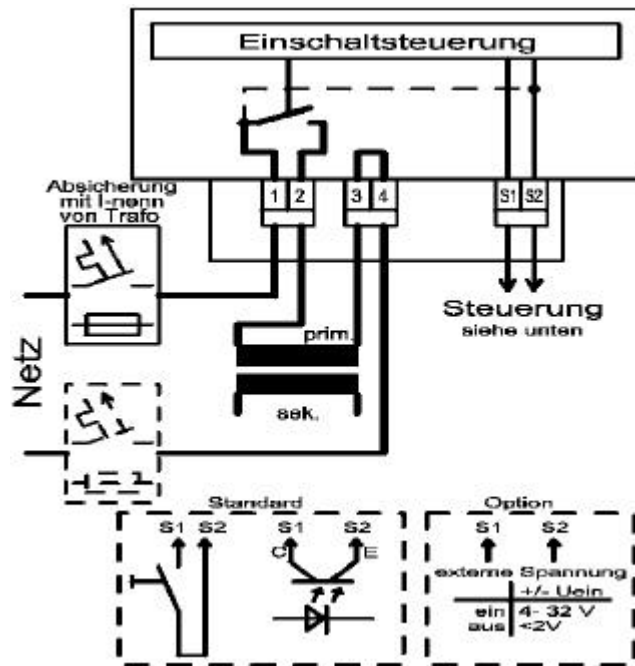 Einschaltsteuerung
Absicherung
mit I-nenn
von Trafo
1 2 3 4 S1 S2
Steuerung
siehe unten
prim.
Netz
sek.
Standard
S1 S2 S1 S2
C E
Option
S1 S2
externe Spannung
+/- Uein
ein 4- 32 V
aus <2V